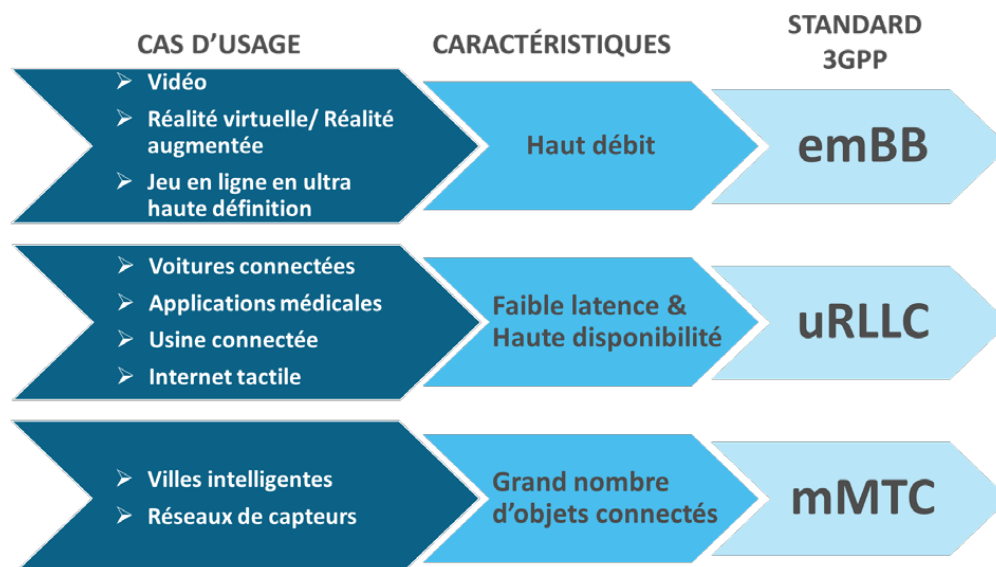 CAS D'USAGE
CARACTÉRISTIQUES
STANDARD
3GPP
➢ Vidéo
➢ Réalité virtuelle/ Réalité
augmentée
➢ Jeu en ligne en ultra
haute définition
Haut débit
emBB
➢ Voitures connectées
➢ Applications médicales
➢ Usine connectée
➢ Internet tactile
Faible latence &
Haute disponibilité
uRLLC
➢ Villes intelligentes
➢ Réseaux de capteurs
Grand nombre
d'objets connectés
mMTC